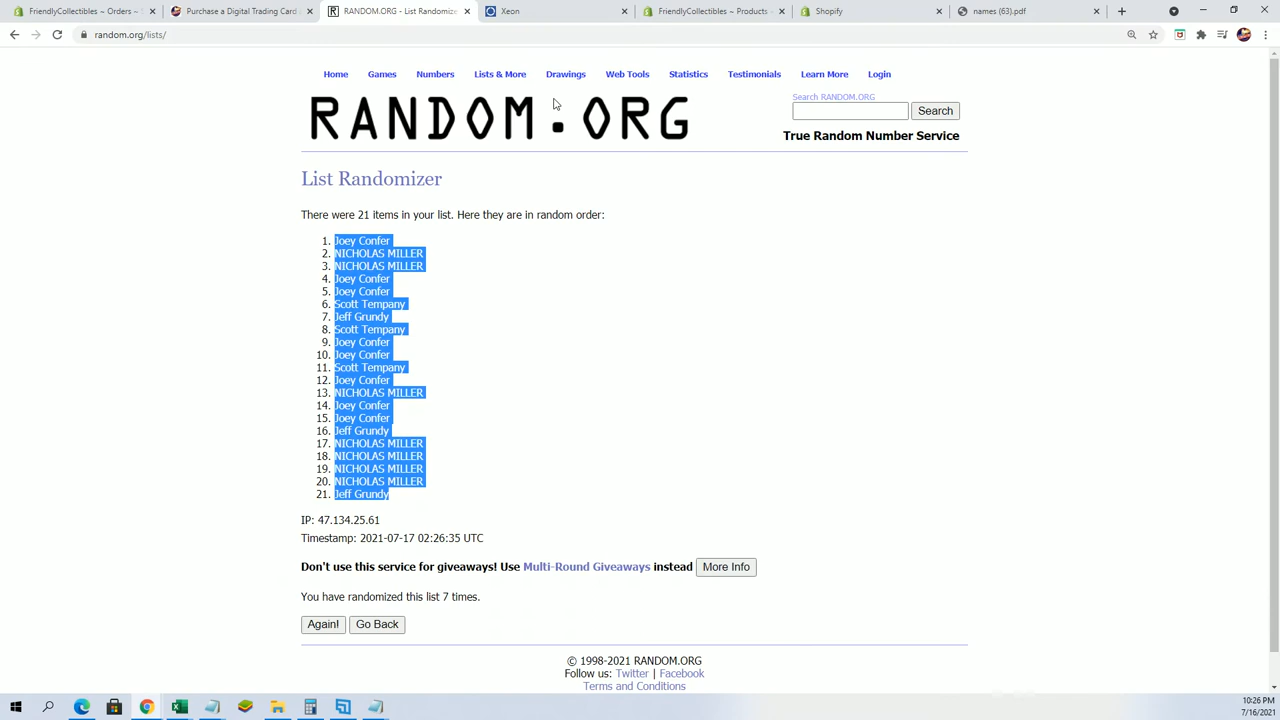 FriendlyCollectibles ~ Orders ~
Purchase a Digital Trading Card
RANDOM.ORG - List Randomizer
Xeon
FriendlyCollectibles ~ Products ~
Shopify
names (63).pdf
random.org/lists/
Home Games Numbers Lists & More Drawings Web Tools Statistics Testimonials Learn More Login
RANDOM.ORG
Search RANDOM.ORG
Search
True Random Number Service
List Randomizer
There were 21 items in your list. Here they are in random order:
1. Joey Confer
2. NICHOLAS MILLER
3. NICHOLAS MILLER
4. Joey Confer
5. Joey Confer
6. Scott Tempany
7. Jeff Grundy
8. Scott Tempany
9. Joey Confer
10. Joey Confer
11. Scott Tempany
12. Joey Confer
13. NICHOLAS MILLER
14. Joey Confer
15. Joey Confer
16. Jeff Grundy
17. NICHOLAS MILLER
18. NICHOLAS MILLER
19. NICHOLAS MILLER
20. NICHOLAS MILLER
21. Jeff Grundy
IP: 47.134.25.61
Timestamp: 2021-07-17 02:26:35 UTC
Don't use this service for giveaways! Use Multi-Round Giveaways instead More Info
You have randomized this list 7 times.
Again! Go Back
© 1998-2021 RANDOM.ORG
Follow us: Twitter | Facebook
Terms and Conditions
10:26 PM
7/16/2021